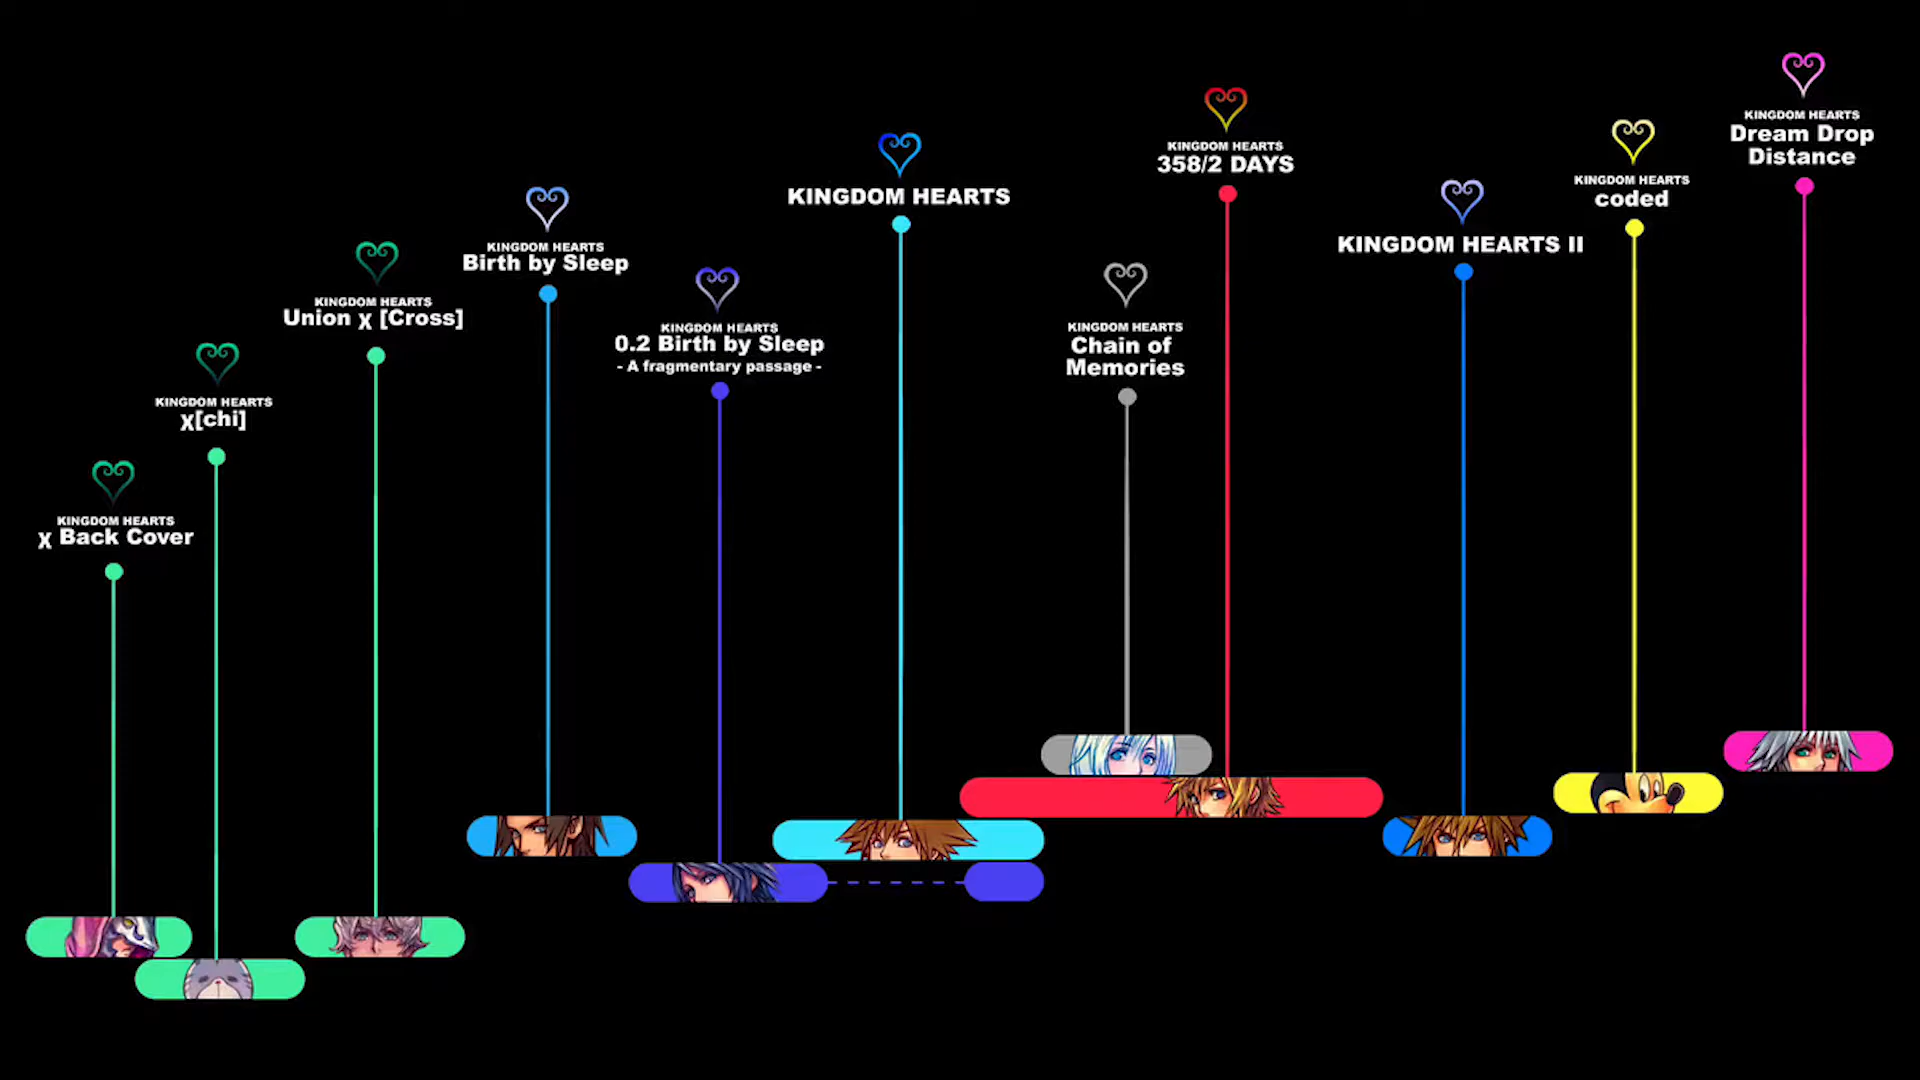 KINGDOM HEARTS
χ Back Cover
KINGDOM HEARTS
χ[chi]
KINGDOM HEARTS
Union χ [Cross]
KINGDOM HEARTS
Birth by Sleep
KINGDOM HEARTS
0.2 Birth by Sleep
- A fragmentary passage -
KINGDOM HEARTS
KINGDOM HEARTS
Chain of
Memories
KINGDOM HEARTS
358/2 DAYS
KINGDOM HEARTS II
KINGDOM HEARTS
coded
KINGDOM HEARTS
Dream Drop
Distance